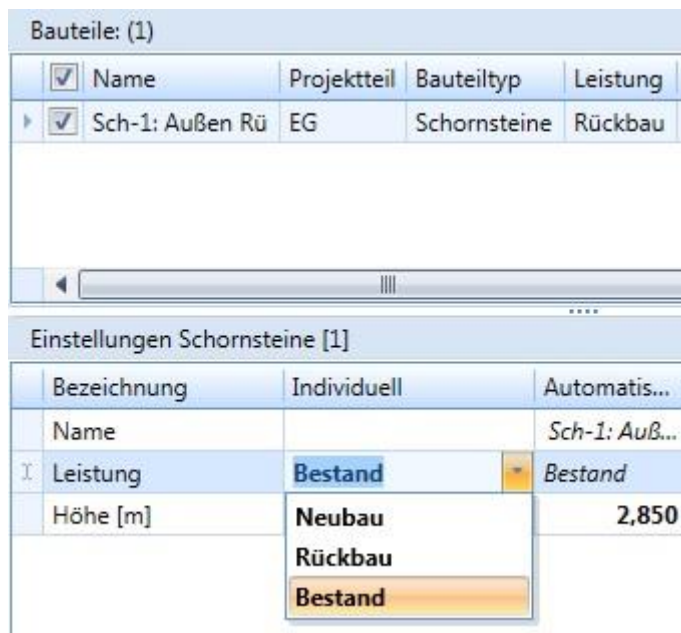 Bauteile: (1)
Name Projektteil Bauteiltyp Leistung
Sch-1: Außen Rü EG Schornsteine Rückbau
Einstellungen Schornsteine [1]
Bezeichnung Individuell Automatis...
Name Sch-1: Auß...
Leistung Bestand Bestand
Höhe [m] 2,850
Neubau
Rückbau
Bestand